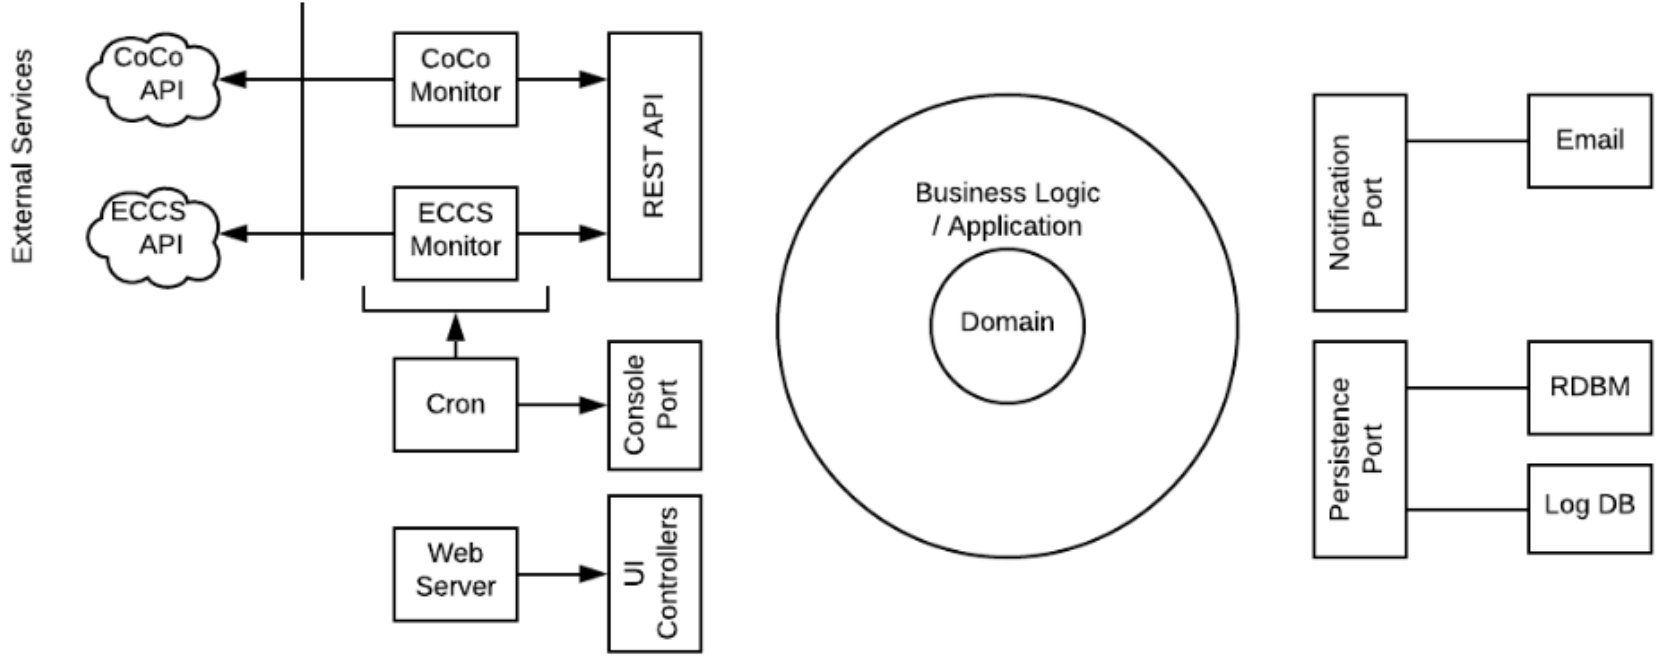 External Services
CoCo
API
CoCo
Monitor
REST API
ECCS
API
ECCS
Monitor
Cron
Console
Port
Web
Server
UI
Controllers
Business Logic
/ Application
Domain
Notification
Port
Email
Persistence
Port
RDBM
Log DB